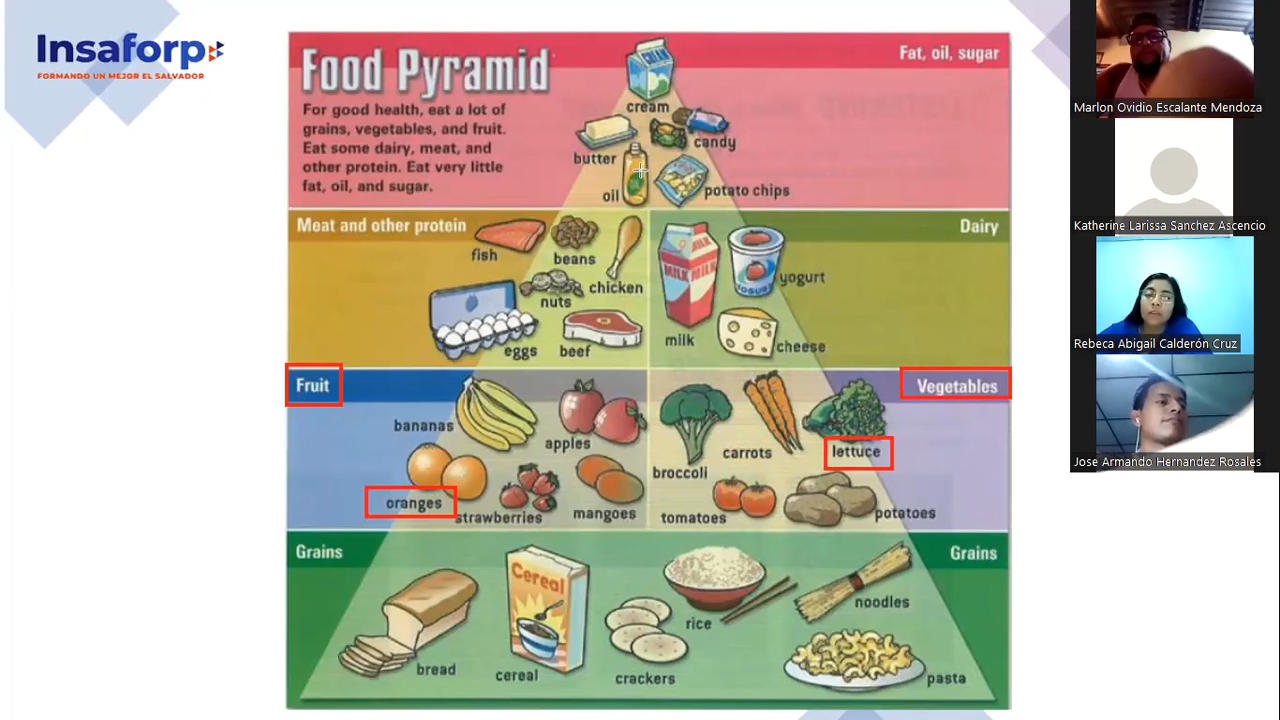 Insaforp
FORMANDO UN MEJOR EL SALVADOR
Food Pyramid
For good health, eat a lot of
grains, vegetables, and fruit.
Eat some dairy, meat, and
other protein. Eat very little
fat, oil, and sugar.
Fat, oil, sugar
CREAM
cream
butter
candy
oil
potato chips
Meat and other protein
Dairy
fish
beans
chicken
nuts
eggs
beef
MILK MILK
milk
YOGURT
yogurt
cheese
Fruit
Vegetables
bananas
apples
oranges
strawberries
mangoes
broccoli
carrots
lettuce
tomatoes
potatoes
Grains
Grains
bread
Cereal
cereal
crackers
rice
noodles
pasta
Marlon Ovidio Escalante Mendoza
Katherine Larissa Sanchez Ascencio
Rebeca Abigail Calderón Cruz
Jose Armando Hernandez Rosales